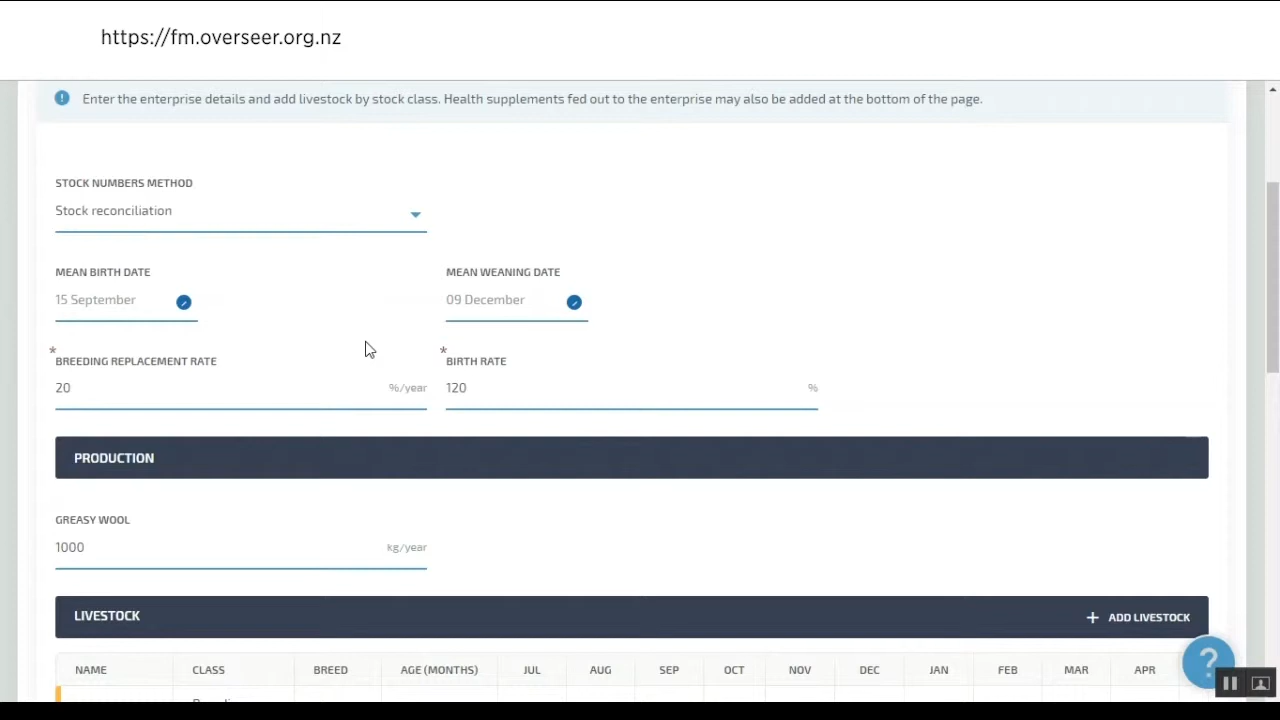 https://fm.overseer.org.nz
Enter the enterprise details and add livestock by stock class. Health supplements fed out to the enterprise may also be added at the bottom of the page.
STOCK NUMBERS METHOD
Stock reconciliation
MEAN BIRTH DATE MEAN WEANING DATE
15 September 09 December
* BREEDING REPLACEMENT RATE * BIRTH RATE
20 %/year 120 %
PRODUCTION
GREASY WOOL
1000 kg/year
LIVESTOCK + ADD LIVESTOCK
NAME CLASS BREED AGE (MONTHS) JUL AUG SEP OCT NOV DEC JAN FEB MAR APR
?